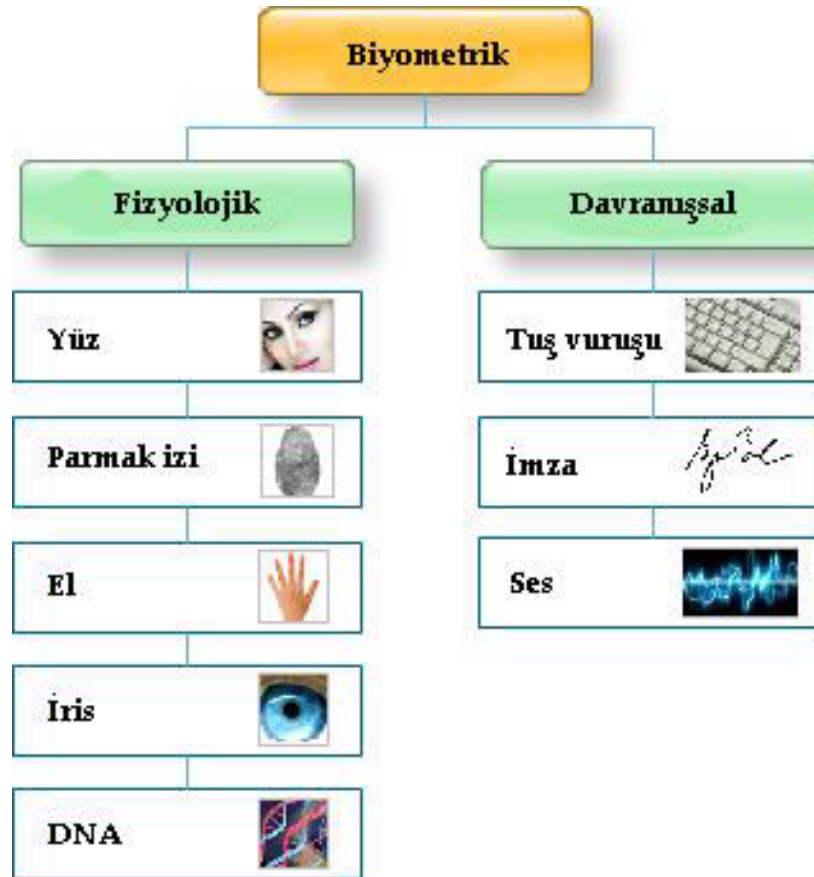 Biyometrik
Fizyolojik
Yüz
Parmak izi
El
İris
DNA
Davranışsal
Tuş vuruşu
İmza
Ses